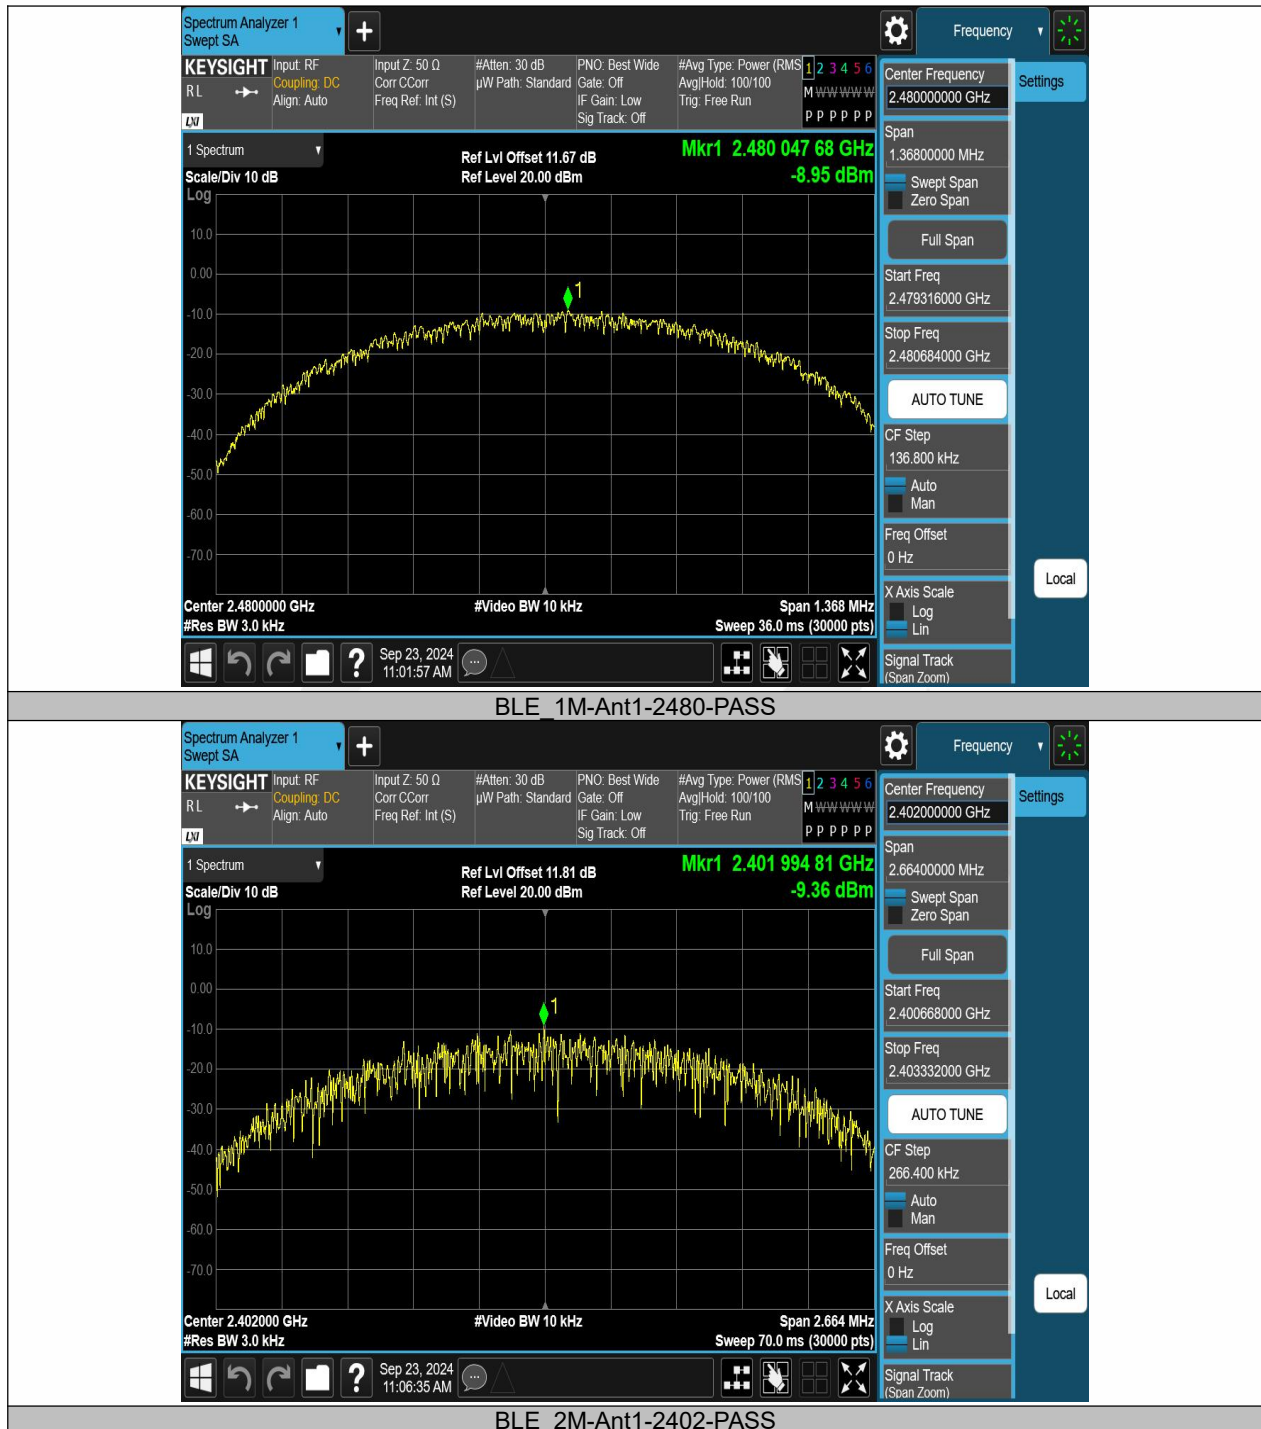 Spectrum Analyzer 1
Swept SA
+
Frequency
KEYSIGHT
RL
LXI
Input: RF
Coupling: DC
Align: Auto
Input Z: 50 Ω
Corr CCorr
Freq Ref: Int (S)
#Atten: 30 dB
µW Path: Standard
PNO: Best Wide
Gate: Off
IF Gain: Low
Sig Track: Off
#Avg Type: Power (RMS
Avg|Hold: 100/100
Trig: Free Run
1 2 3 4 5 6
M W W W W W
P P P P P P
1 Spectrum
Scale/Div 10 dB
Ref Lvl Offset 11.67 dB
Ref Level 20.00 dBm
Mkr1 2.480 047 68 GHz
-8.95 dBm
Log
10.0
0.00
-10.0
-20.0
-30.0
-40.0
-50.0
-60.0
-70.0
1
Center 2.4800000 GHz
#Res BW 3.0 kHz
#Video BW 10 kHz
Span 1.368 MHz
Sweep 36.0 ms (30000 pts)
Sep 23, 2024
11:01:57 AM
Center Frequency
2.480000000 GHz
Settings
Span
1.36800000 MHz
Swept Span
Zero Span
Full Span
Start Freq
2.479316000 GHz
Stop Freq
2.480684000 GHz
AUTO TUNE
CF Step
136.800 kHz
Auto
Man
Freq Offset
0 Hz
X Axis Scale
Log
Lin
Signal Track
(Span Zoom)
Local
BLE_1M-Ant1-2480-PASS
Spectrum Analyzer 1
Swept SA
+
Frequency
KEYSIGHT
RL
LXI
Input: RF
Coupling: DC
Align: Auto
Input Z: 50 Ω
Corr CCorr
Freq Ref: Int (S)
#Atten: 30 dB
µW Path: Standard
PNO: Best Wide
Gate: Off
IF Gain: Low
Sig Track: Off
#Avg Type: Power (RMS
Avg|Hold: 100/100
Trig: Free Run
1 2 3 4 5 6
M W W W W W
P P P P P P
1 Spectrum
Scale/Div 10 dB
Ref Lvl Offset 11.81 dB
Ref Level 20.00 dBm
Mkr1 2.401 994 81 GHz
-9.36 dBm
Log
10.0
0.00
-10.0
-20.0
-30.0
-40.0
-50.0
-60.0
-70.0
1
Center 2.402000 GHz
#Res BW 3.0 kHz
#Video BW 10 kHz
Span 2.664 MHz
Sweep 70.0 ms (30000 pts)
Sep 23, 2024
11:06:35 AM
Center Frequency
2.402000000 GHz
Settings
Span
2.66400000 MHz
Swept Span
Zero Span
Full Span
Start Freq
2.400668000 GHz
Stop Freq
2.403332000 GHz
AUTO TUNE
CF Step
266.400 kHz
Auto
Man
Freq Offset
0 Hz
X Axis Scale
Log
Lin
Signal Track
(Span Zoom)
Local
BLE_2M-Ant1-2402-PASS